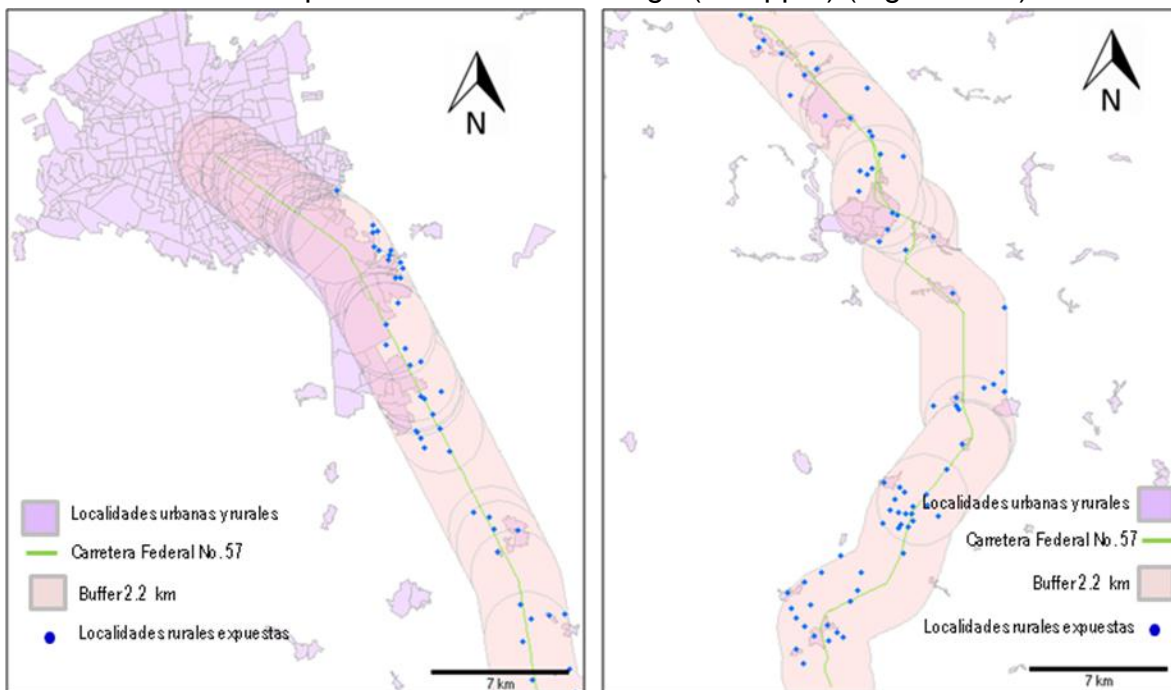 N
Localidades urbanas y rurales
Carretera Federal No. 57
Buffer 2.2 km
Localidades rurales expuestas
7 km
N
Localidades urbanas y rurales
Carretera Federal No. 57
Buffer 2.2 km
Localidades rurales expuestas
7 km